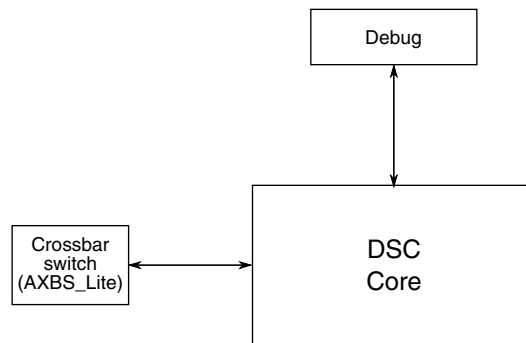 Debug
Crossbar
switch
(AXBS_Lite)
DSC
Core